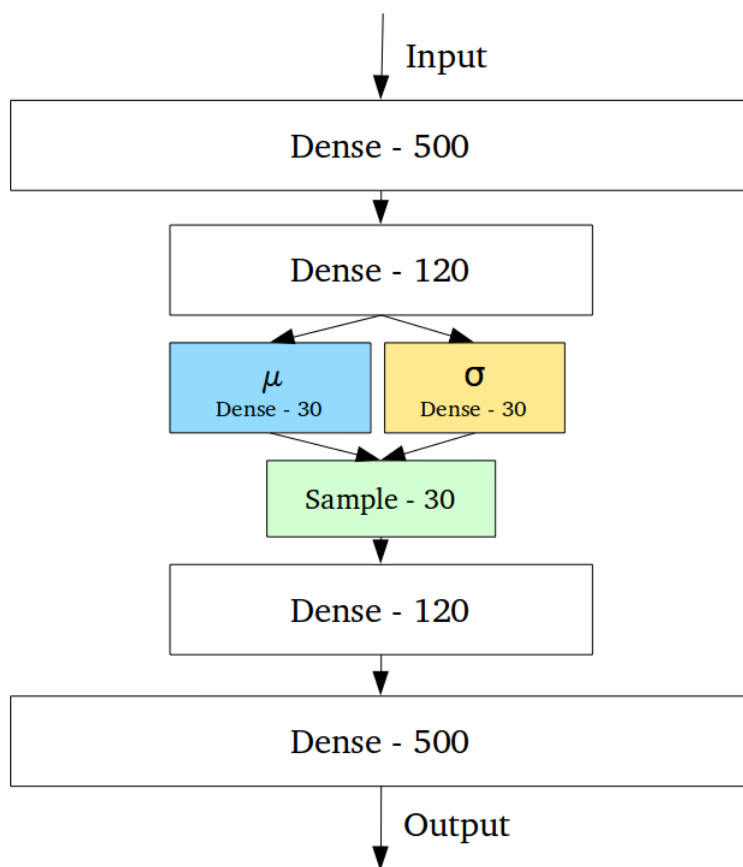 Input
Dense - 500
Dense - 120
μ
Dense - 30
σ
Dense - 30
Sample - 30
Dense - 120
Dense - 500
Output